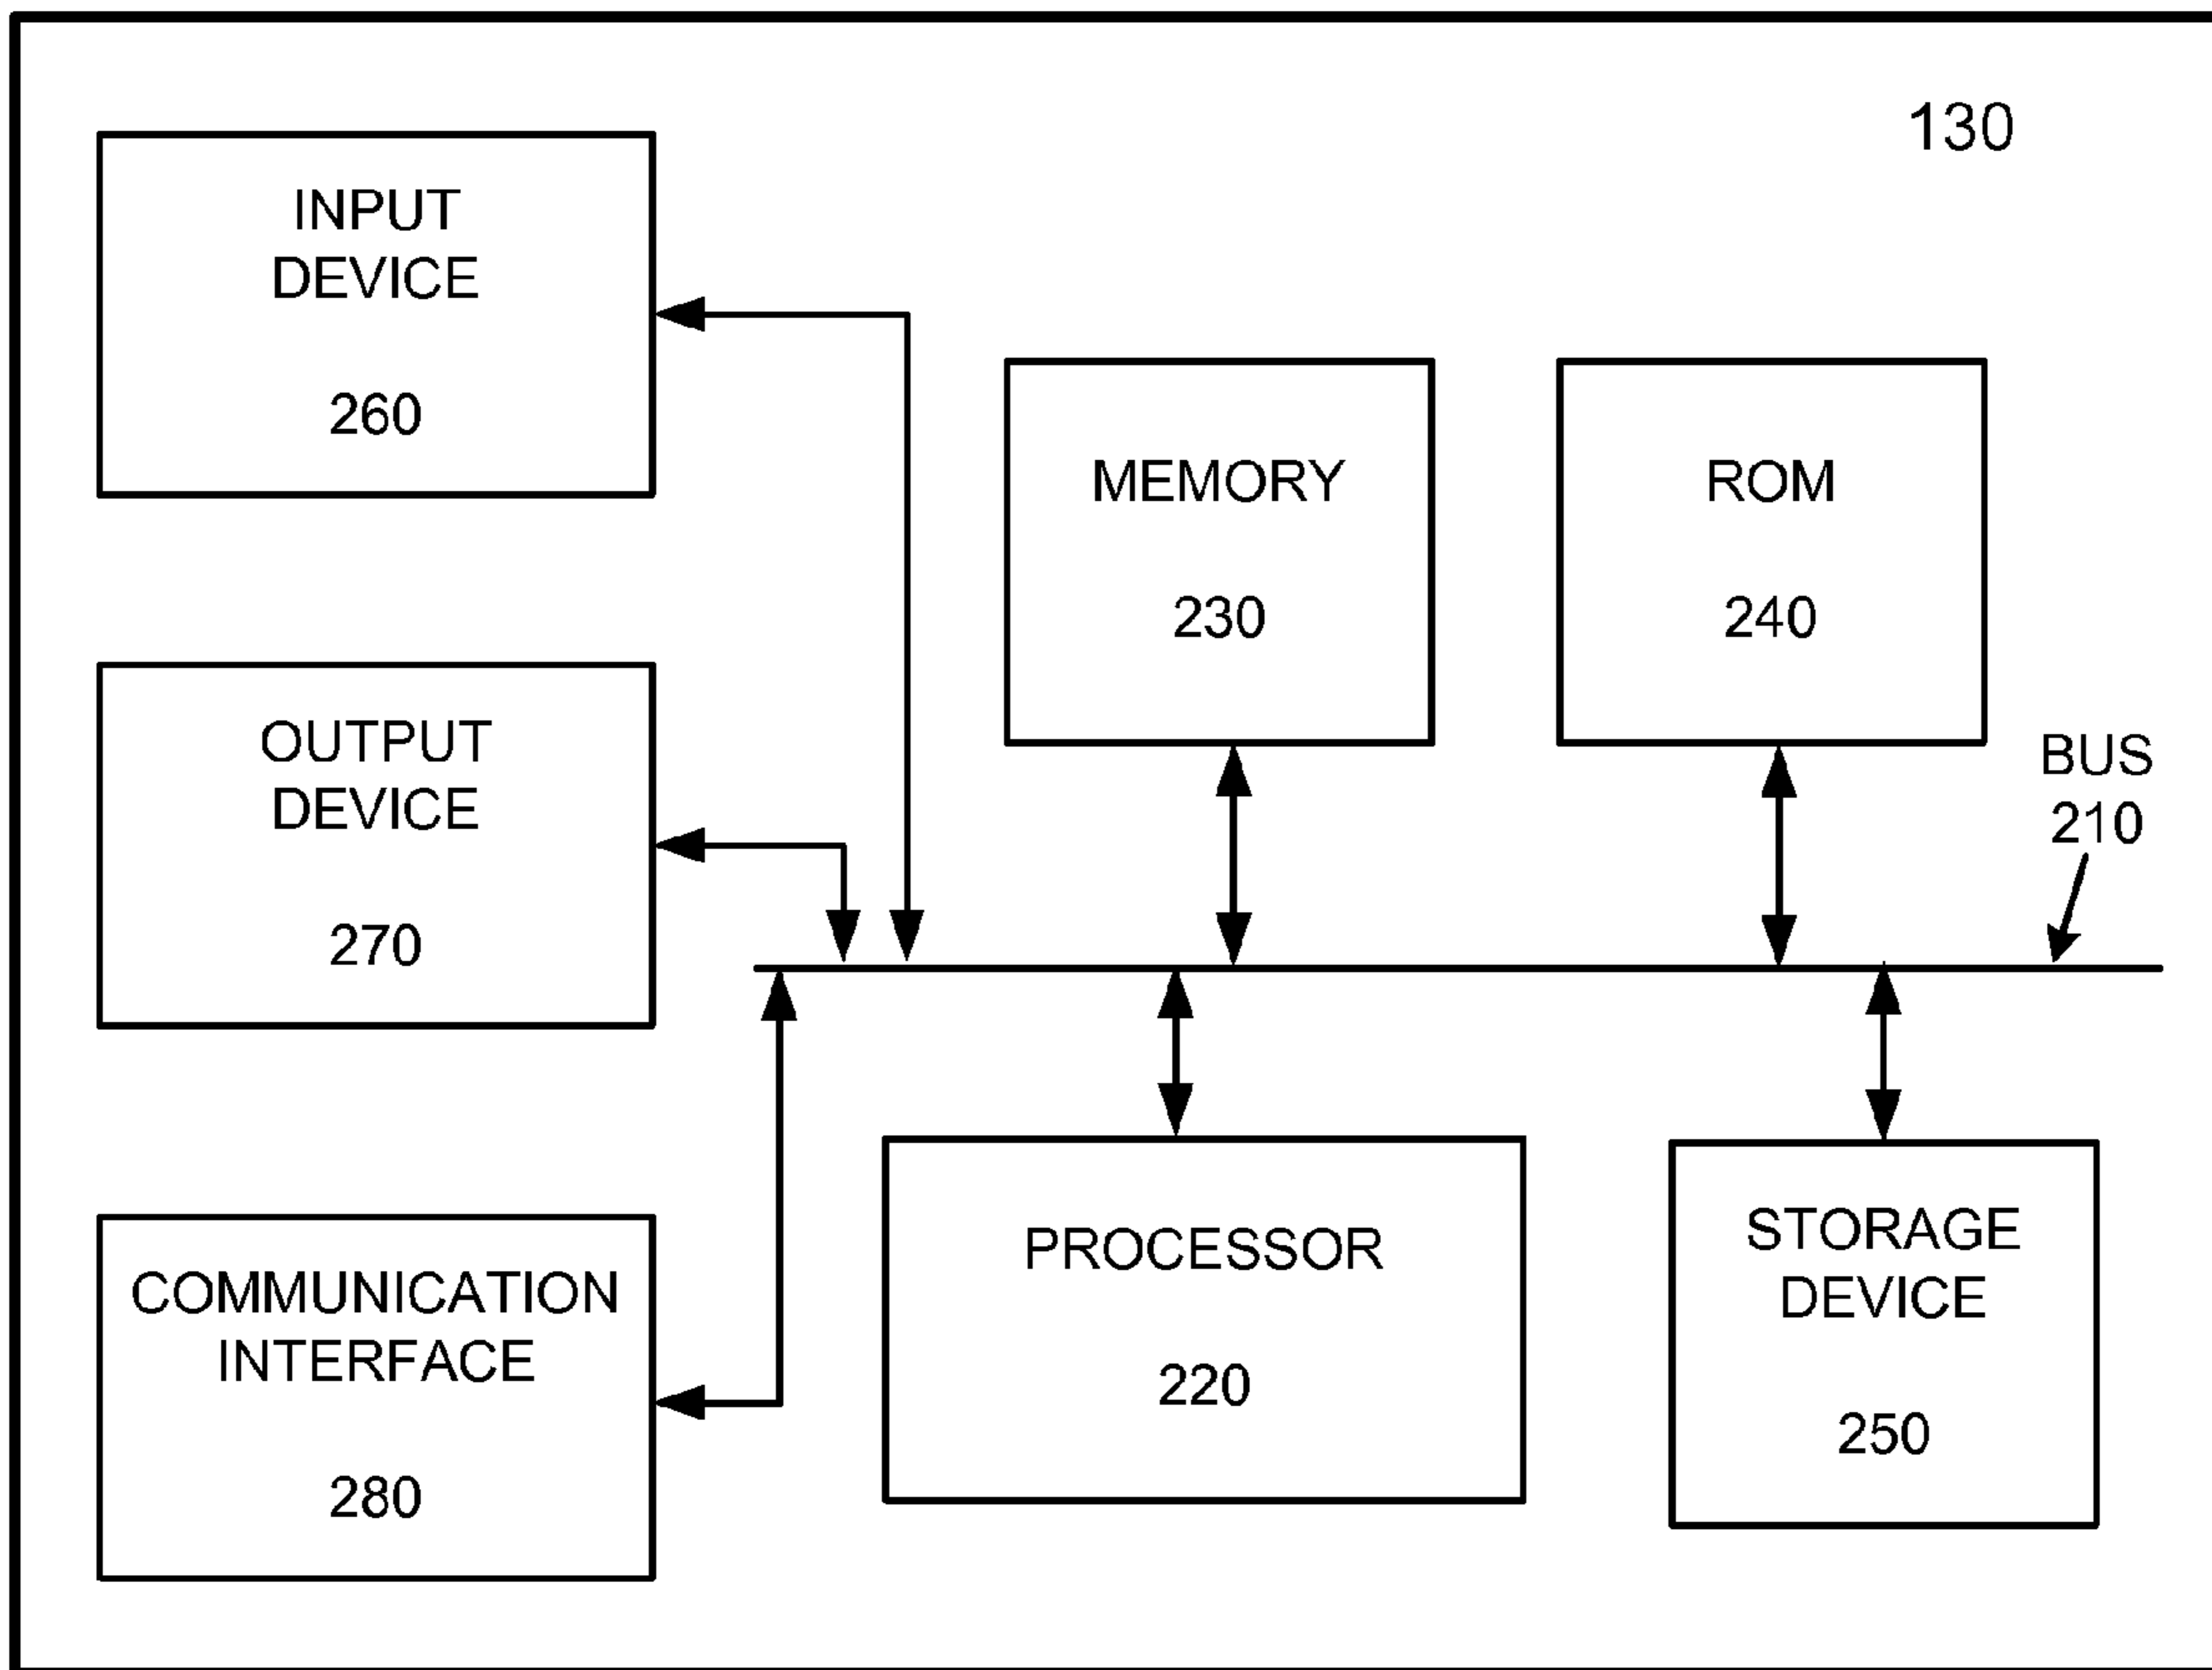 130
INPUT
DEVICE
260
MEMORY
230
ROM
240
OUTPUT
DEVICE
270
BUS
210
COMMUNICATION
INTERFACE
280
PROCESSOR
220
STORAGE
DEVICE
250